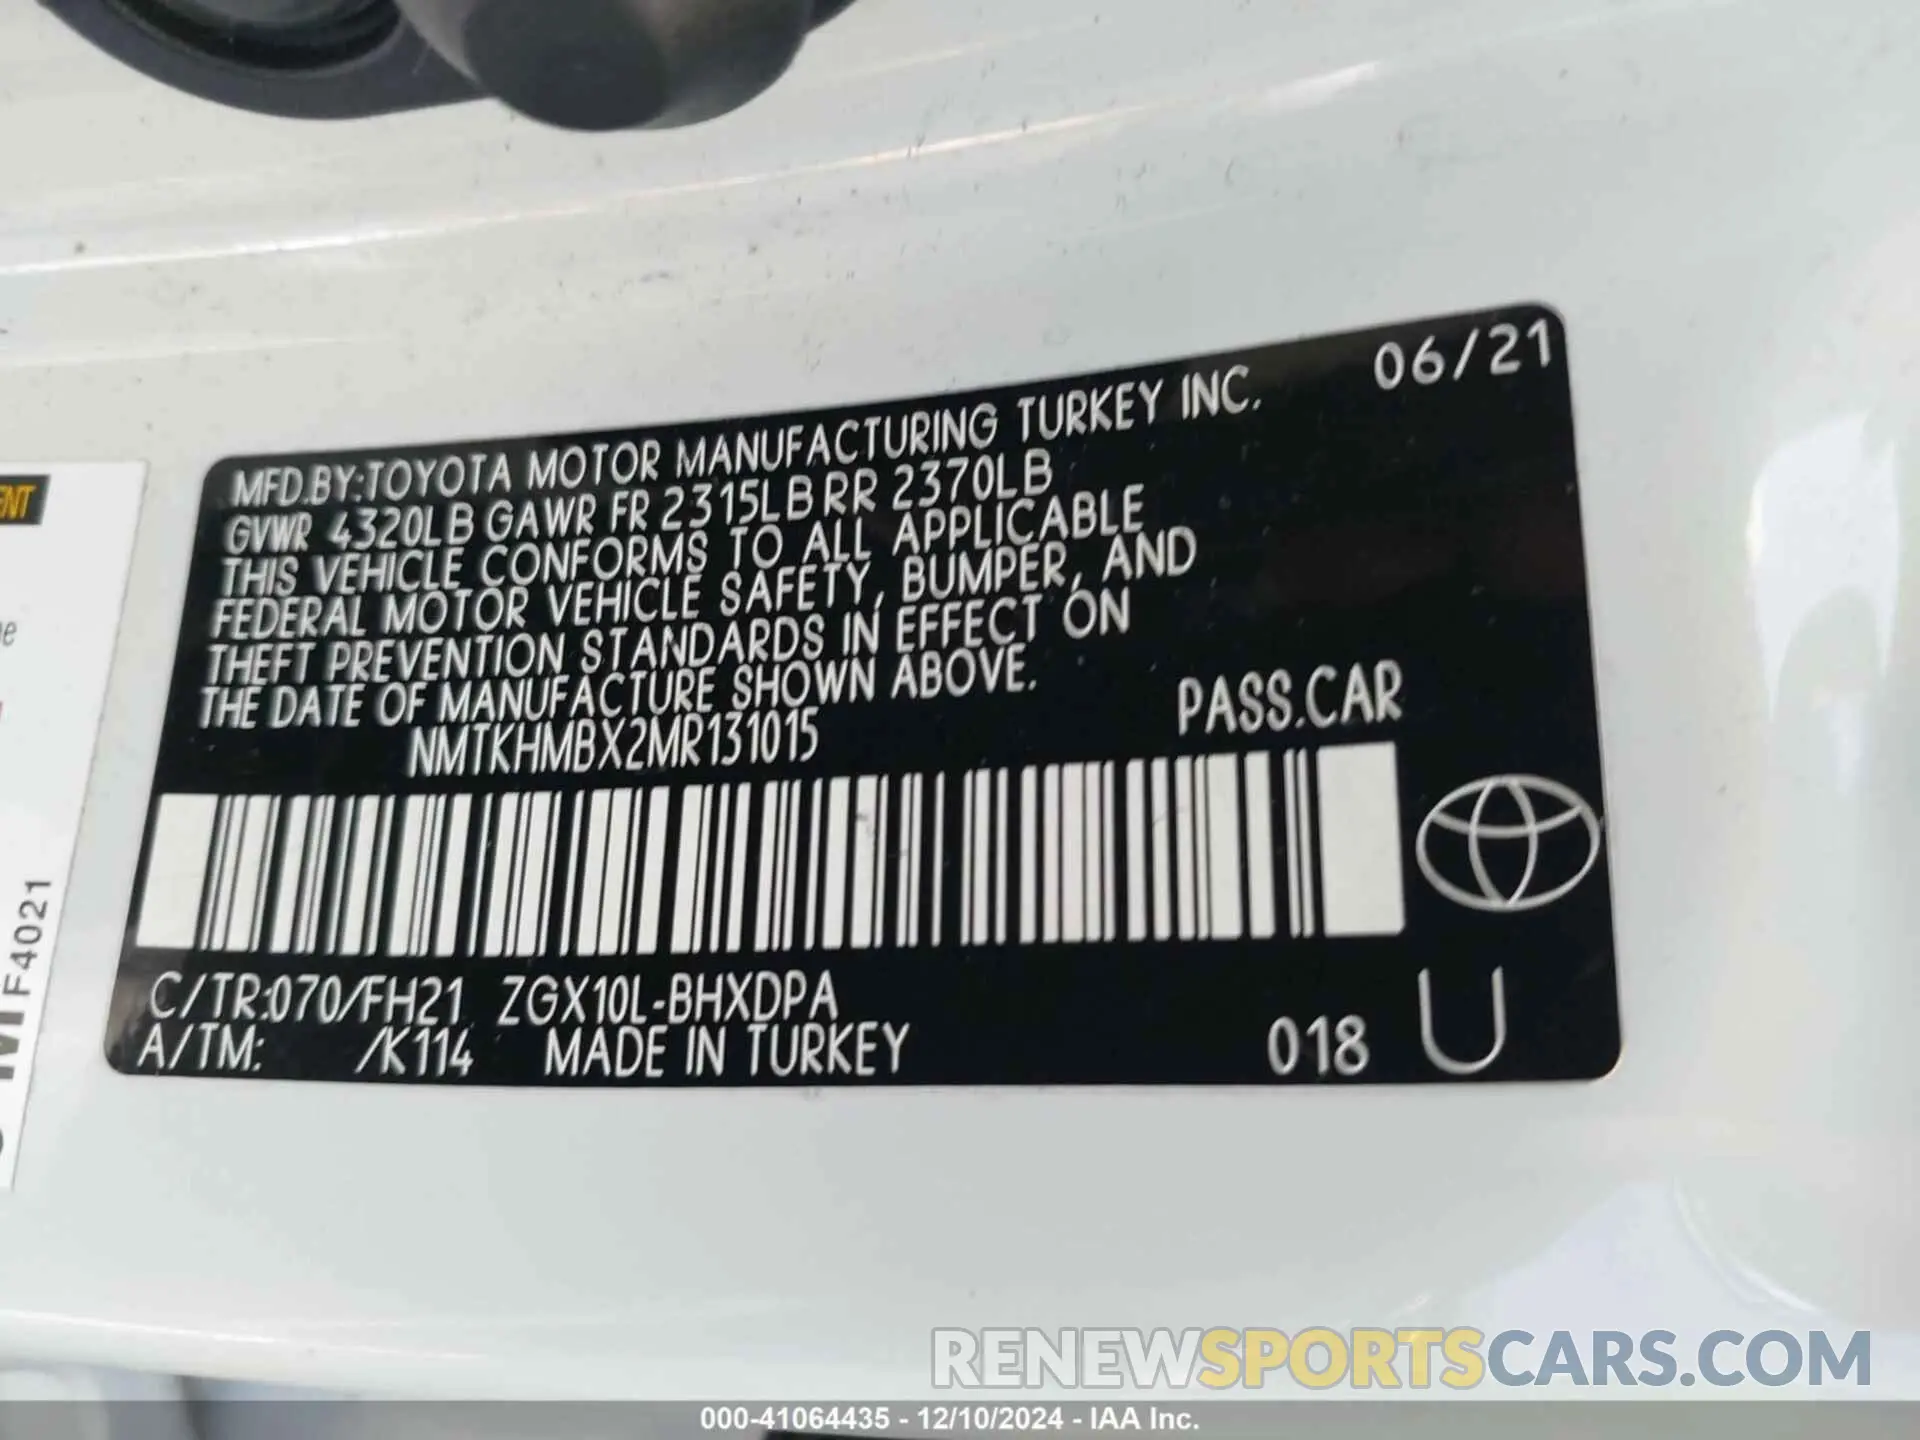 06/21
MFD.BY:TOYOTA MOTOR MANUFACTURING TURKEY INC.
GVWR 4320LB GAWR FR 2315LB RR 2370LB
THIS VEHICLE CONFORMS TO ALL APPLICABLE
FEDERAL MOTOR VEHICLE SAFETY, BUMPER, AND
THEFT PREVENTION STANDARDS IN EFFECT ON
THE DATE OF MANUFACTURE SHOWN ABOVE.
NMTKHMBX2MR131015
PASS.CAR
C/TR:070/FH21 ZGX10L-BHXDPA
A/TM: /K114 MADE IN TURKEY
018 U
F4021
RENEWSPORTSCARS.COM
000-41064435 - 12/10/2024 - IAA Inc.